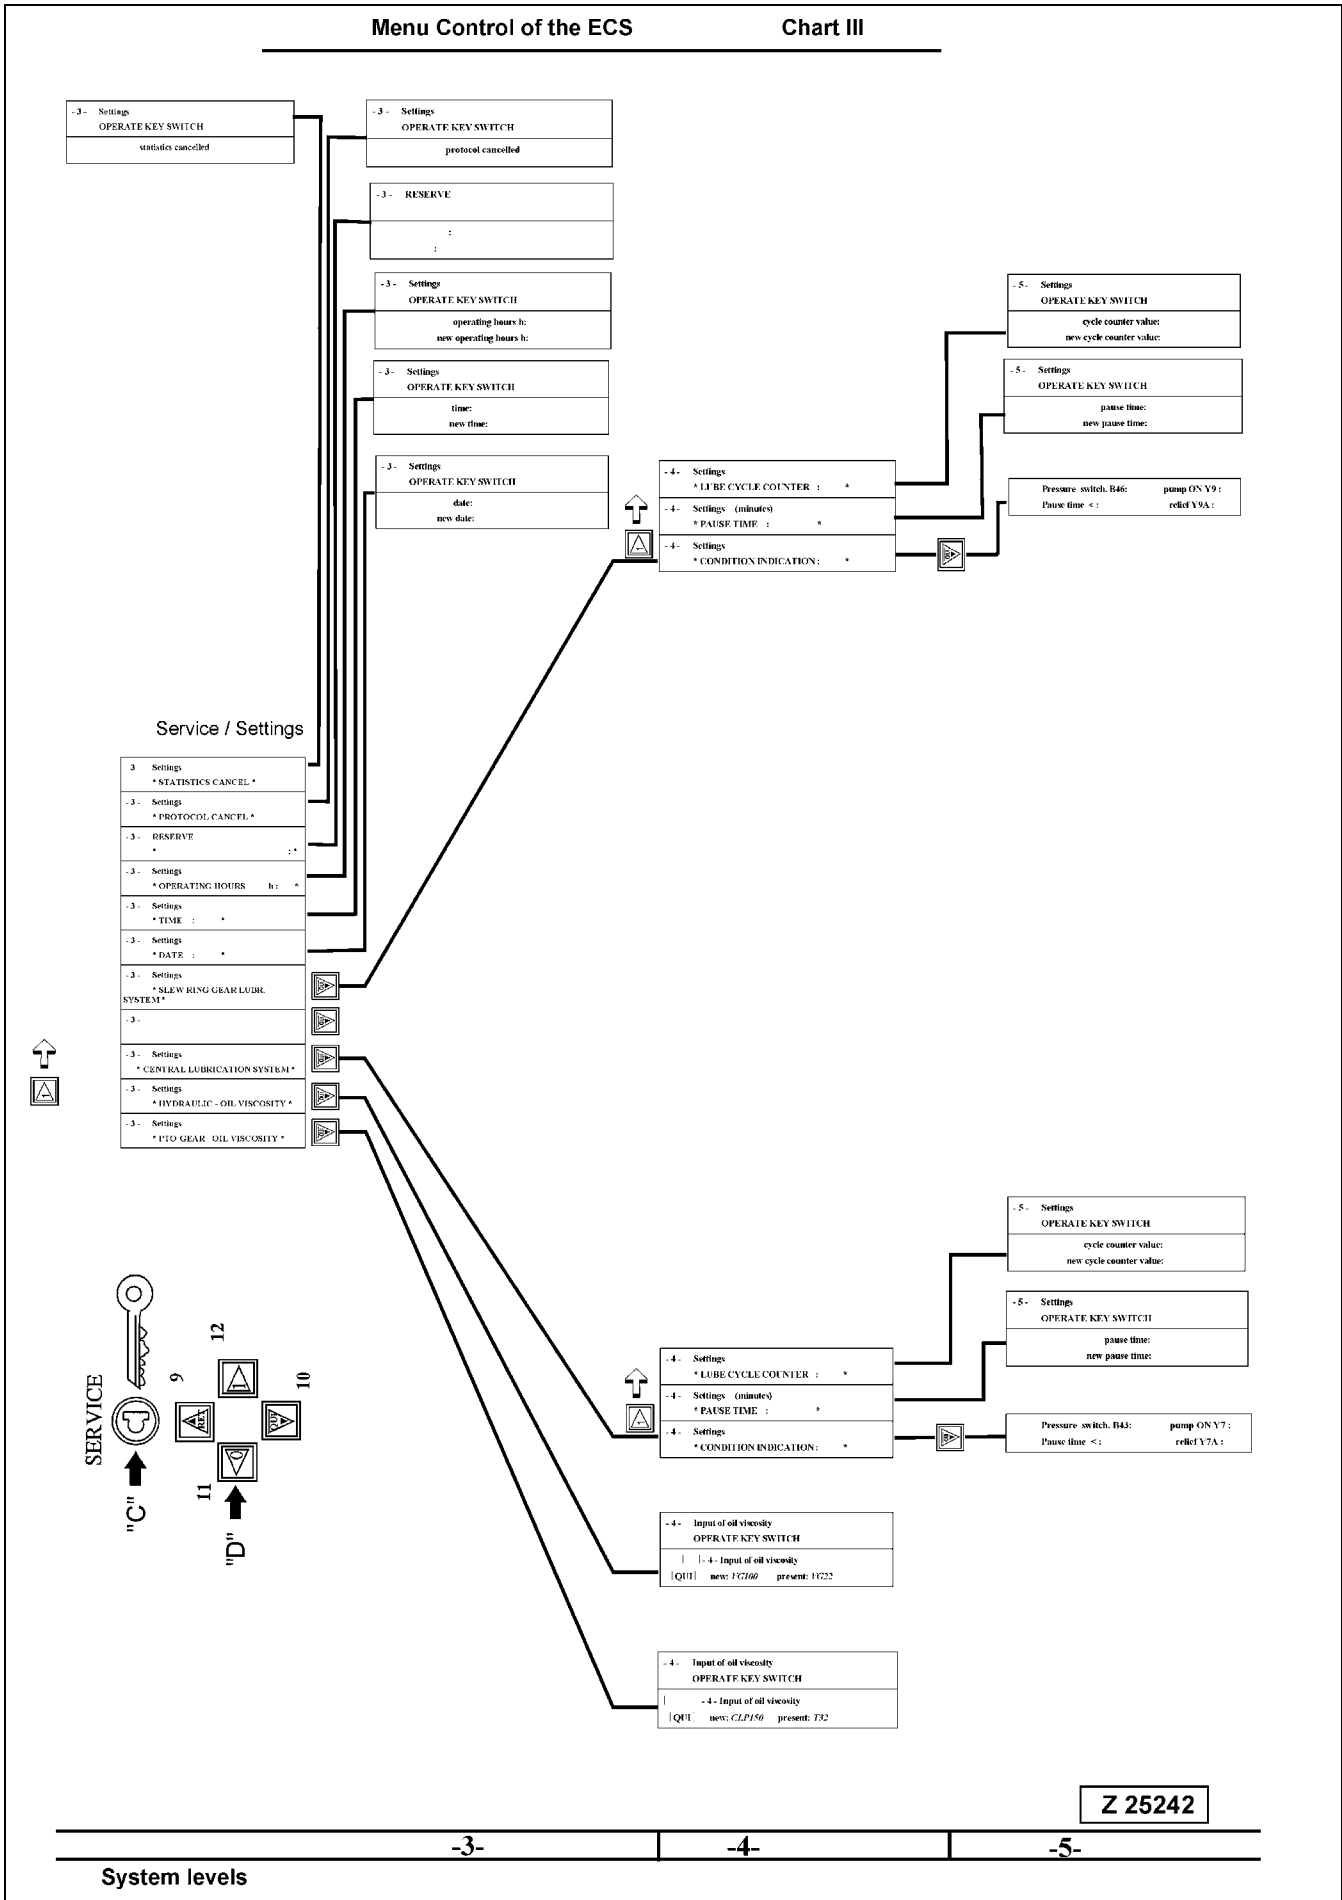 Menu Control of the ECS Chart III
- 3 - Settings
OPERATE KEY SWITCH
statistics cancelled
- 3 - Settings
OPERATE KEY SWITCH
protocol cancelled
- 3 - RESERVE
:
:
- 3 - Settings
OPERATE KEY SWITCH
operating hours h:
new operating hours h:
- 3 - Settings
OPERATE KEY SWITCH
time:
new time:
- 3 - Settings
OPERATE KEY SWITCH
date:
new date:
- 5 - Settings
OPERATE KEY SWITCH
cycle counter value:
new cycle counter value:
- 5 - Settings
OPERATE KEY SWITCH
pause time:
new pause time:
- 4 - Settings
* LUBE CYCLE COUNTER : *
- 4 - Settings (minutes)
* PAUSE TIME : *
- 4 - Settings
* CONDITION INDICATION : *
Pressure switch. B46: pump ON Y9 :
Pause time < : relief Y9A :
Service / Settings
3 Settings
* STATISTICS CANCEL *
- 3 - Settings
* PROTOCOL CANCEL *
- 3 - RESERVE
* : *
- 3 - Settings
* OPERATING HOURS h : *
- 3 - Settings
* TIME : *
- 3 - Settings
* DATE : *
- 3 - Settings
* SLEW RING GEAR LUBR.
SYSTEM *
- 3 -
- 3 - Settings
* CENTRAL LUBRICATION SYSTEM *
- 3 - Settings
* HYDRAULIC - OIL VISCOSITY *
- 3 - Settings
* PTO GEAR OIL VISCOSITY *
- 5 - Settings
OPERATE KEY SWITCH
cycle counter value:
new cycle counter value:
- 5 - Settings
OPERATE KEY SWITCH
pause time:
new pause time:
- 4 - Settings
* LUBE CYCLE COUNTER : *
- 4 - Settings (minutes)
* PAUSE TIME : *
- 4 - Settings
* CONDITION INDICATION : *
Pressure switch. B43: pump ON Y7 :
Pause time < : relief Y7A :
SERVICE
"C"
9
12
RET
QUI
10
11
"D"
- 4 - Input of oil viscosity
OPERATE KEY SWITCH
- 4 - Input of oil viscosity
|QUI| new: VG100 present: VG22
- 4 - Input of oil viscosity
OPERATE KEY SWITCH
- 4 - Input of oil viscosity
|QUI| new: CLP150 present: T32
Z 25242
-3- -4- -5-
System levels